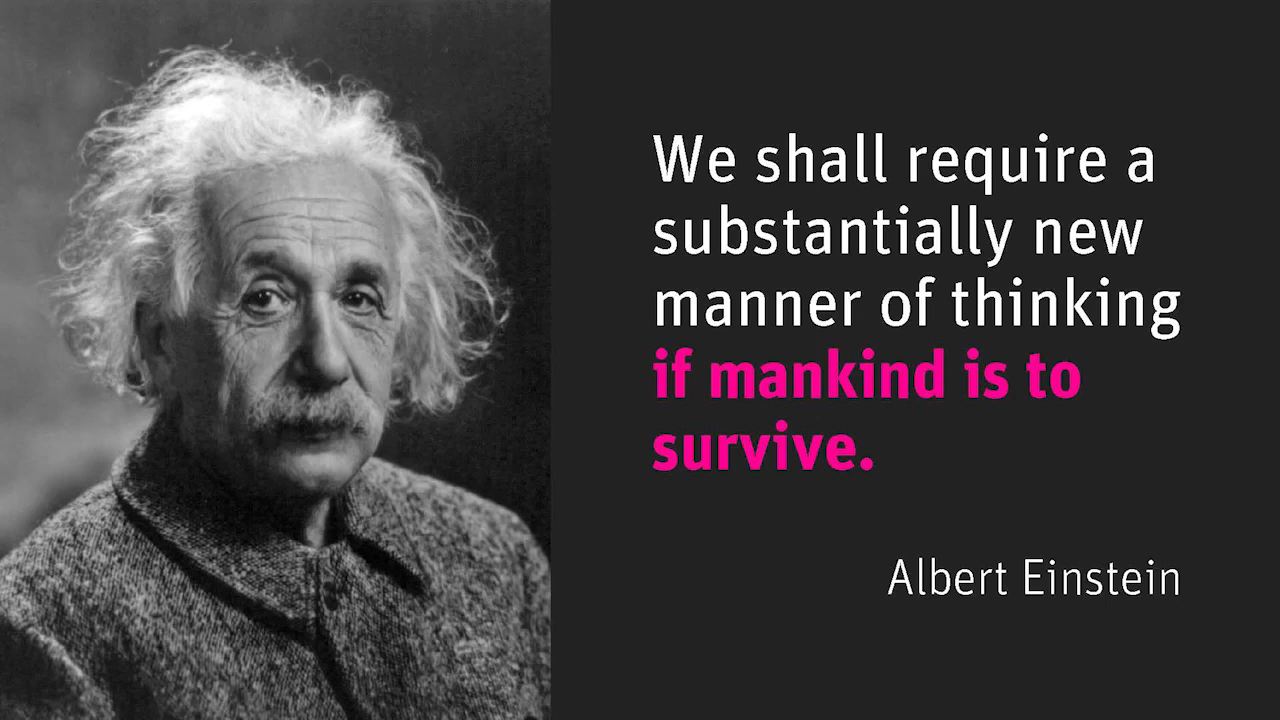 We shall require a
substantially new
manner of thinking
if mankind is to
survive.
Albert Einstein